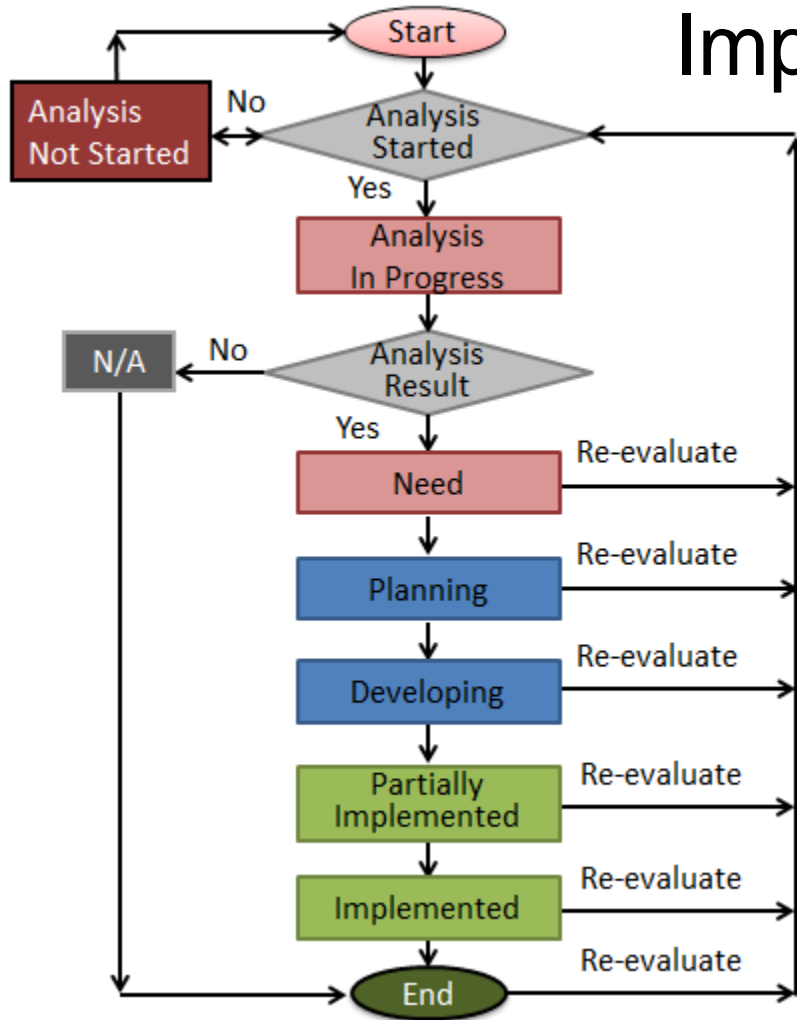 Start
Imp
Analysis
Not Started
No
Analysis
Started
Yes
Analysis
In Progress
N/A
No
Analysis
Result
Yes
Need
Re-evaluate
Planning
Re-evaluate
Developing
Re-evaluate
Partially
Implemented
Re-evaluate
Implemented
Re-evaluate
End
Re-evaluate